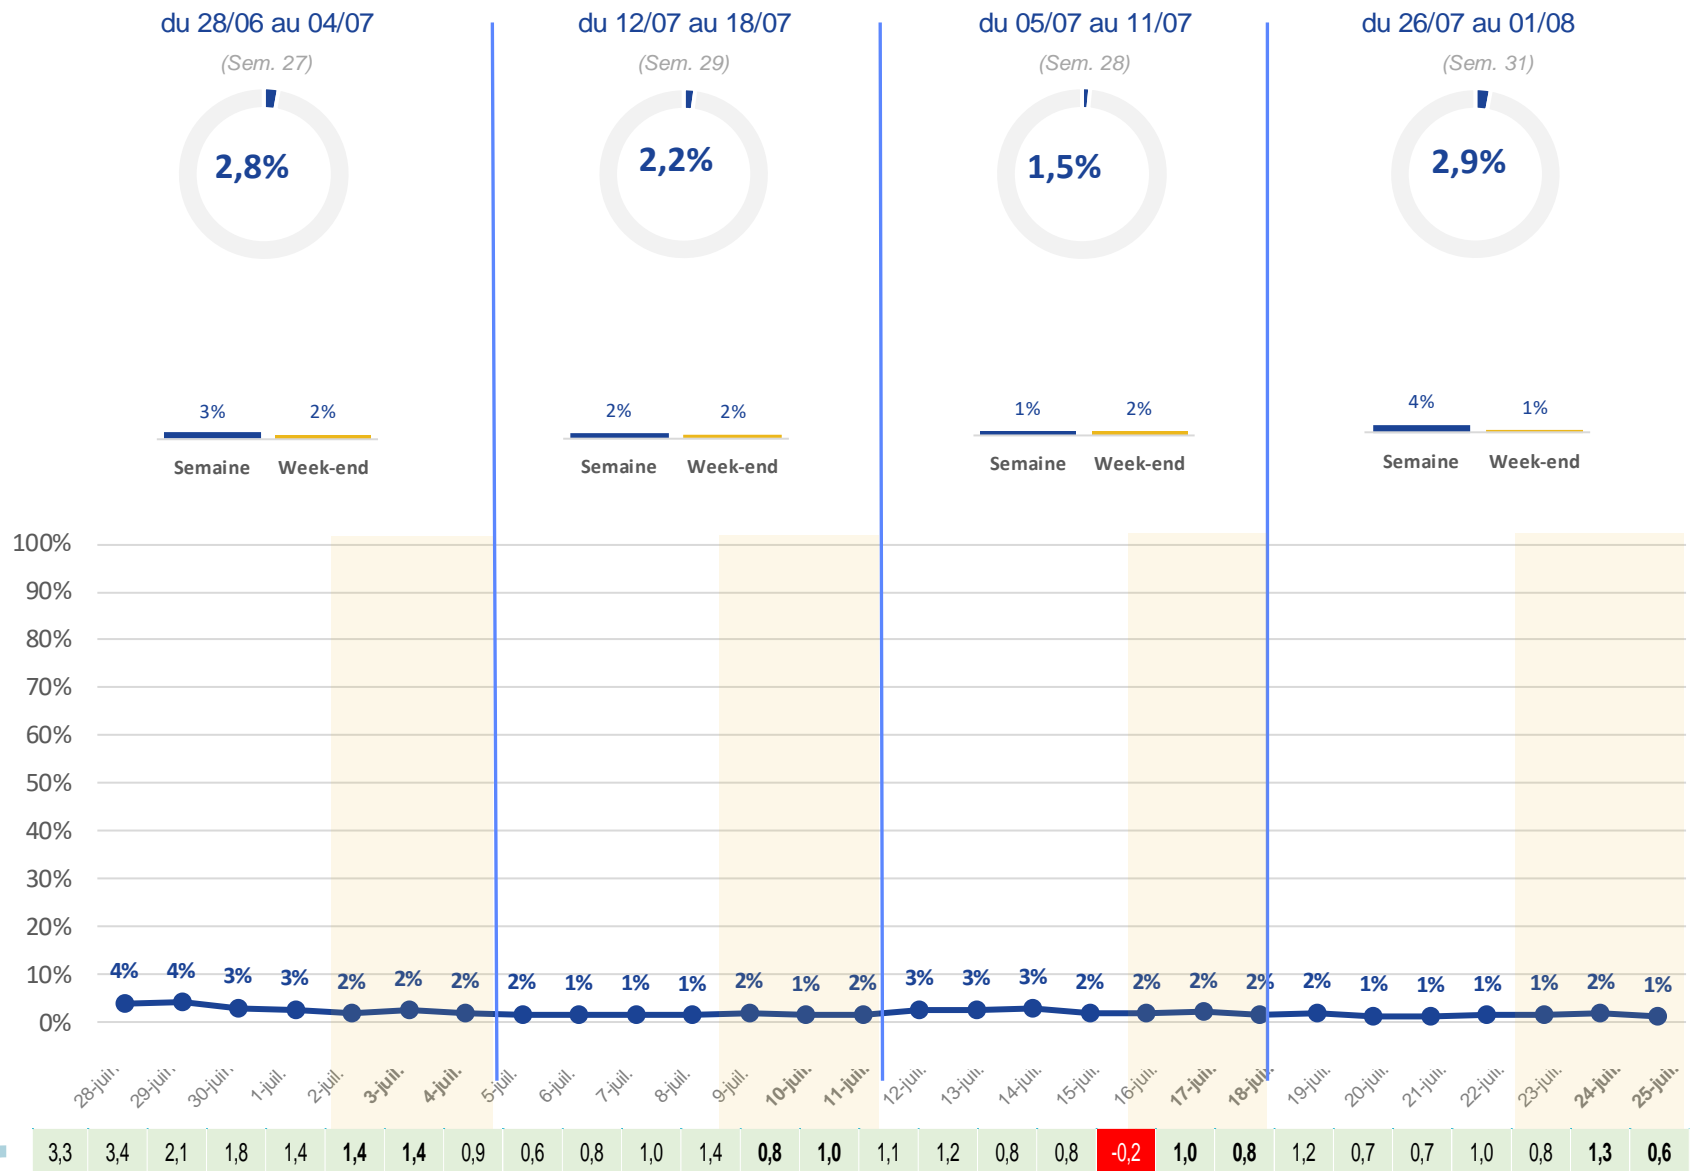 du 28/06 au 04/07
(Sem. 27)
2,8%
3% 2%
Semaine Week-end
du 12/07 au 18/07
(Sem. 29)
2,2%
2% 2%
Semaine Week-end
du 05/07 au 11/07
(Sem. 28)
1,5%
1% 2%
Semaine Week-end
du 26/07 au 01/08
(Sem. 31)
2,9%
4% 1%
Semaine Week-end
100%
90%
80%
70%
60%
50%
40%
30%
20%
10%
0%
4% 4% 3% 3% 2% 2% 2% 2% 1% 1% 1% 2% 1% 2% 3% 3% 3% 2% 2% 2% 2% 2% 1% 1% 1% 1% 2% 1%
28-juin. 29-juin. 30-juin. 1-juil. 2-juil. 3-juil. 4-juil. 5-juil. 6-juil. 7-juil. 8-juil. 9-juil. 10-juil. 11-juil. 12-juil. 13-juil. 14-juil. 15-juil. 16-juil. 17-juil. 18-juil. 19-juil. 20-juil. 21-juil. 22-juil. 23-juil. 24-juil. 25-juil.
3,3 3,4 2,1 1,8 1,4 1,4 1,4 0,9 0,6 0,8 1,0 1,4 0,8 1,0 1,1 1,2 0,8 0,8 -0,2 1,0 0,8 1,2 0,7 0,7 1,0 0,8 1,3 0,6